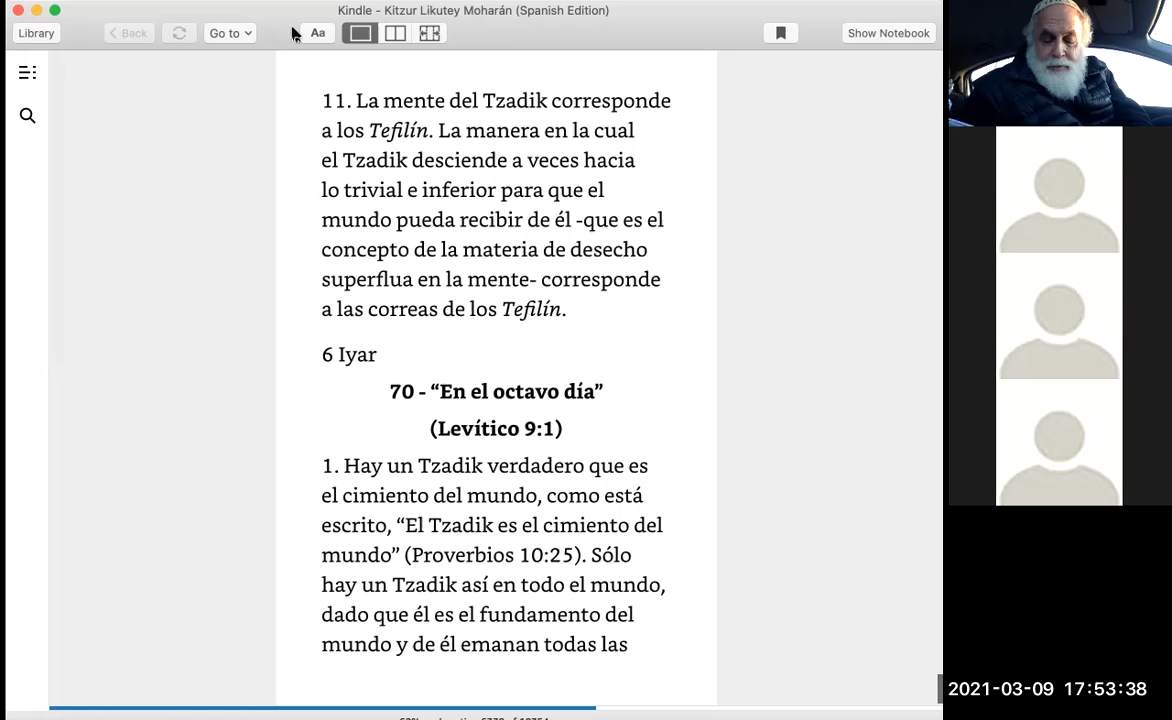 Kindle - Kitzur Likutey Moharán (Spanish Edition)
Library
Back
Go to
Aa
Show Notebook
11. La mente del Tzadik corresponde
a los Tefilín. La manera en la cual
el Tzadik desciende a veces hacia
lo trivial e inferior para que el
mundo pueda recibir de él -que es el
concepto de la materia de desecho
superflua en la mente- corresponde
a las correas de los Tefilín.
6 Iyar
70 - “En el octavo día”
(Levítico 9:1)
1. Hay un Tzadik verdadero que es
el cimiento del mundo, como está
escrito, “El Tzadik es el cimiento del
mundo” (Proverbios 10:25). Sólo
hay un Tzadik así en todo el mundo,
dado que él es el fundamento del
mundo y de él emanan todas las
2021-03-09 17:53:38